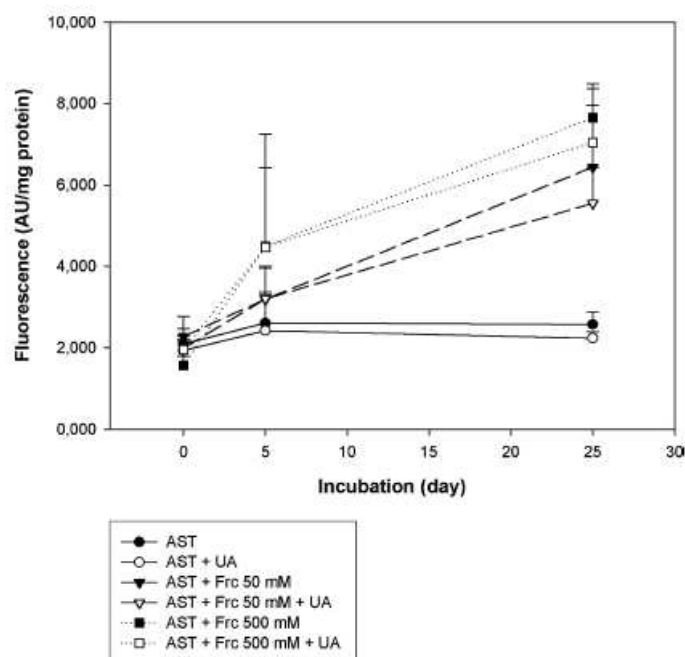 10,000
8,000
6,000
4,000
2,000
0,000
Fluorescence (AU/mg protein)
0 5 10 15 20 25 30
Incubation (day)
AST
AST + UA
AST + Frc 50 mM
AST + Frc 50 mM + UA
AST + Frc 500 mM
AST + Frc 500 mM + UA